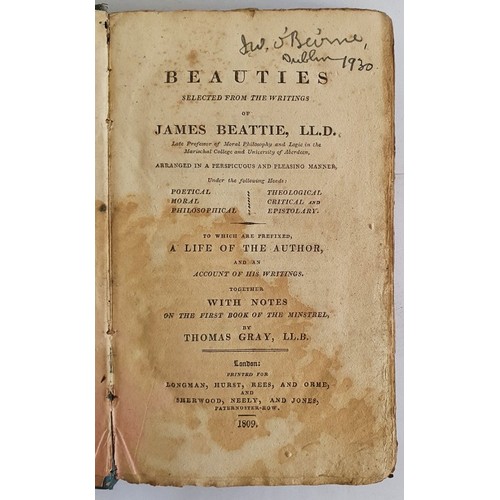 Jno. O'Beirne,
Dublin 1930
BEAUTIES
SELECTED FROM THE WRITINGS
OF
JAMES BEATTIE, LL.D.
Late Professor of Moral Philosophy and Logic in the
Marischal College and University of Aberdeen,
ARRANGED IN A PERSPICUOUS AND PLEASING MANNER,
Under the following Heads:
POETICAL THEOLOGICAL
MORAL CRITICAL AND
PHILOSOPHICAL EPISTOLARY.
TO WHICH ARE PREFIXED,
A LIFE OF THE AUTHOR,
AND AN
ACCOUNT OF HIS WRITINGS.
TOGETHER
WITH NOTES
ON THE FIRST BOOK OF THE MINSTREL,
BY
THOMAS GRAY, LL.B.
London:
PRINTED FOR
LONGMAN, HURST, REES, AND ORME,
AND
SHERWOOD, NEELY, AND JONES,
PATERNOSTER-ROW.
1809.